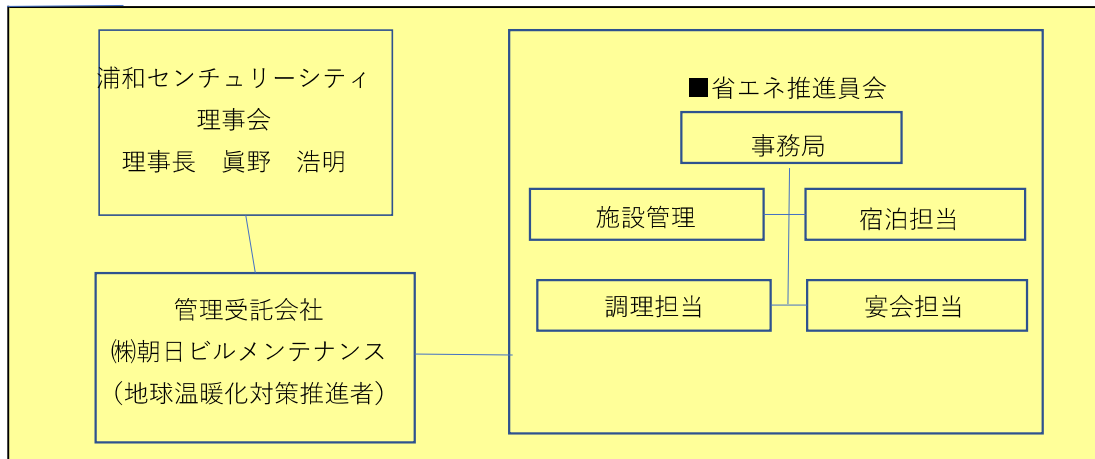 浦和センチュリーシティ
理事会
理事長　眞野　浩明
管理受託会社
㈱朝日ビルメンテナンス
（地球温暖化対策推進者）
■省エネ推進員会
事務局
施設管理
宿泊担当
調理担当
宴会担当